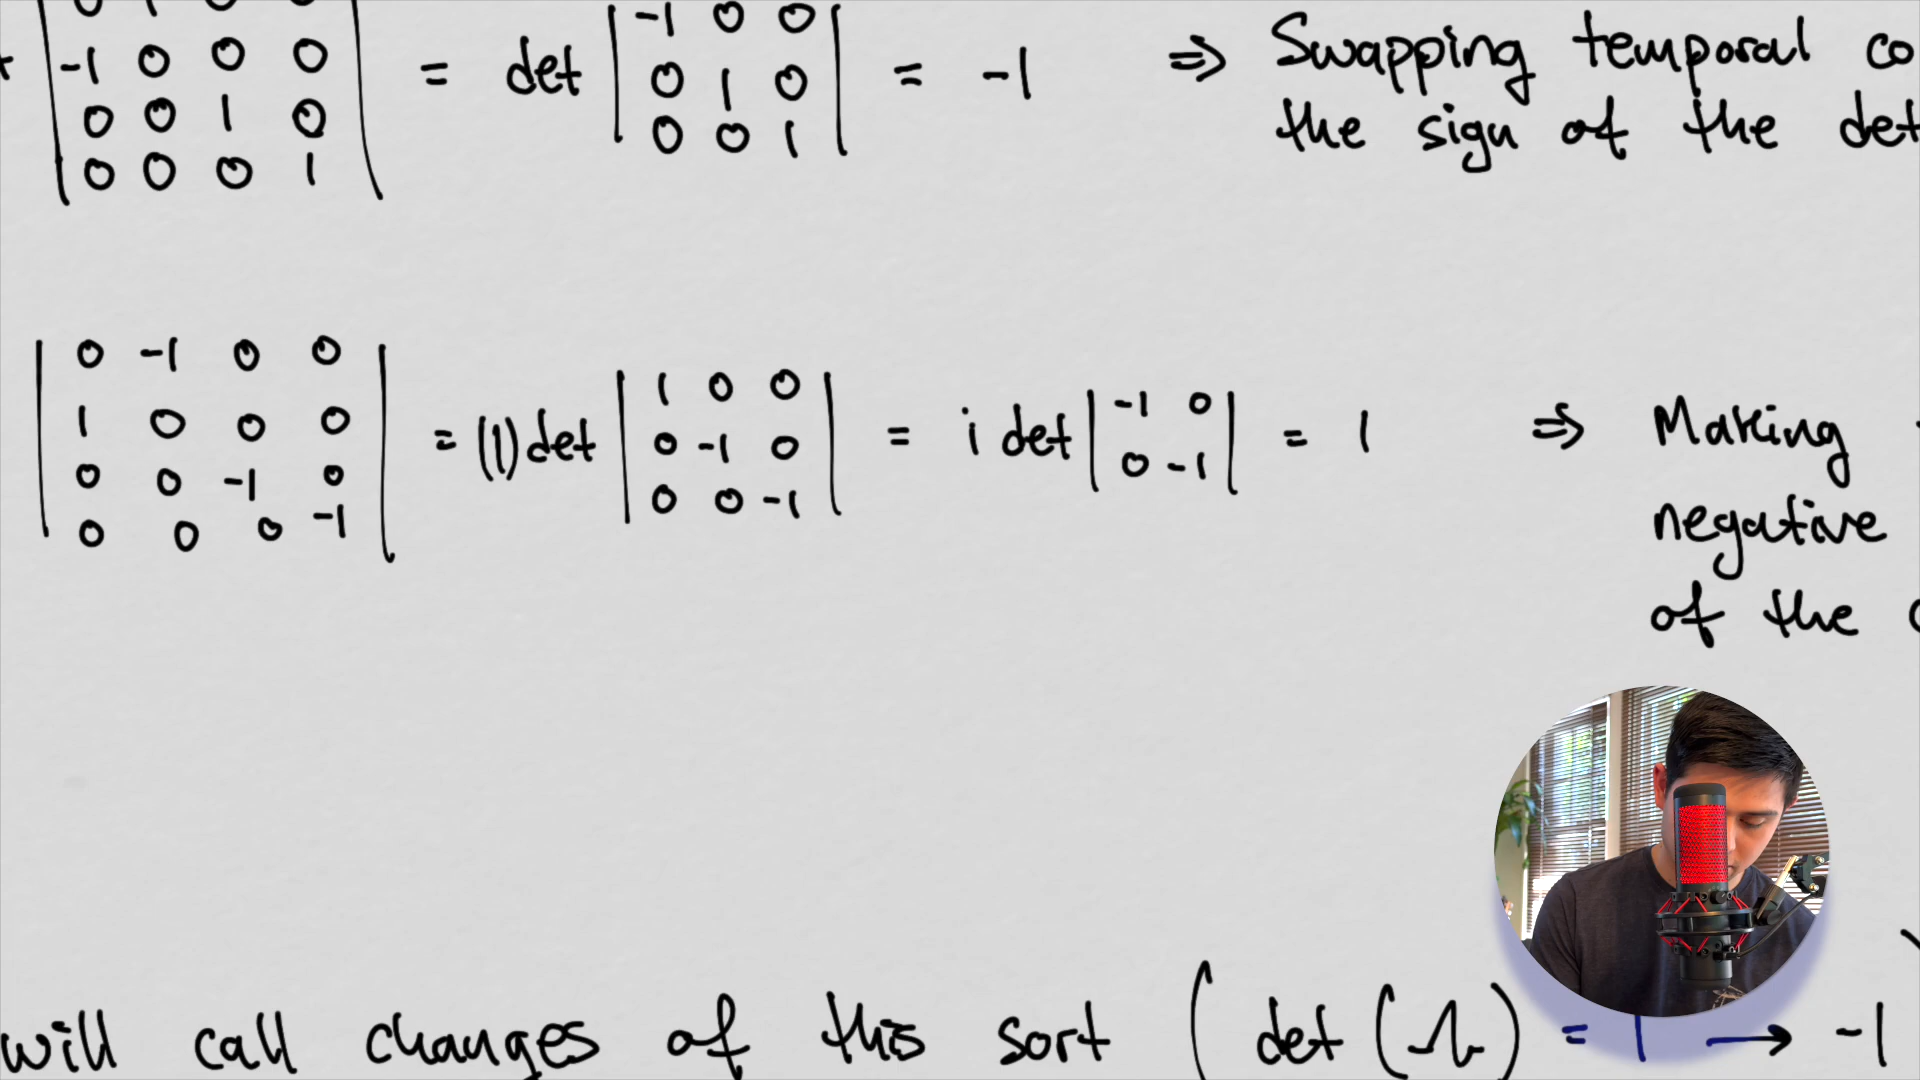 -1 0 0 0 = det | -1 0 0 | = -1 ⇒ Swapping temporal co
0 0 1 0 | 0 1 0 | the sign of the det
0 0 0 1 | 0 0 1 |
| 0 -1 0 0 |
| 1 0 0 0 | = (1) det | 1 0 0 | = i det | -1 0 | = 1 ⇒ Making
| 0 0 -1 0 | | 0 -1 0 | | 0 -1 | negative
| 0 0 0 -1 | | 0 0 -1 | of the
will call changes of this sort ( det (Λ) = 1 → -1